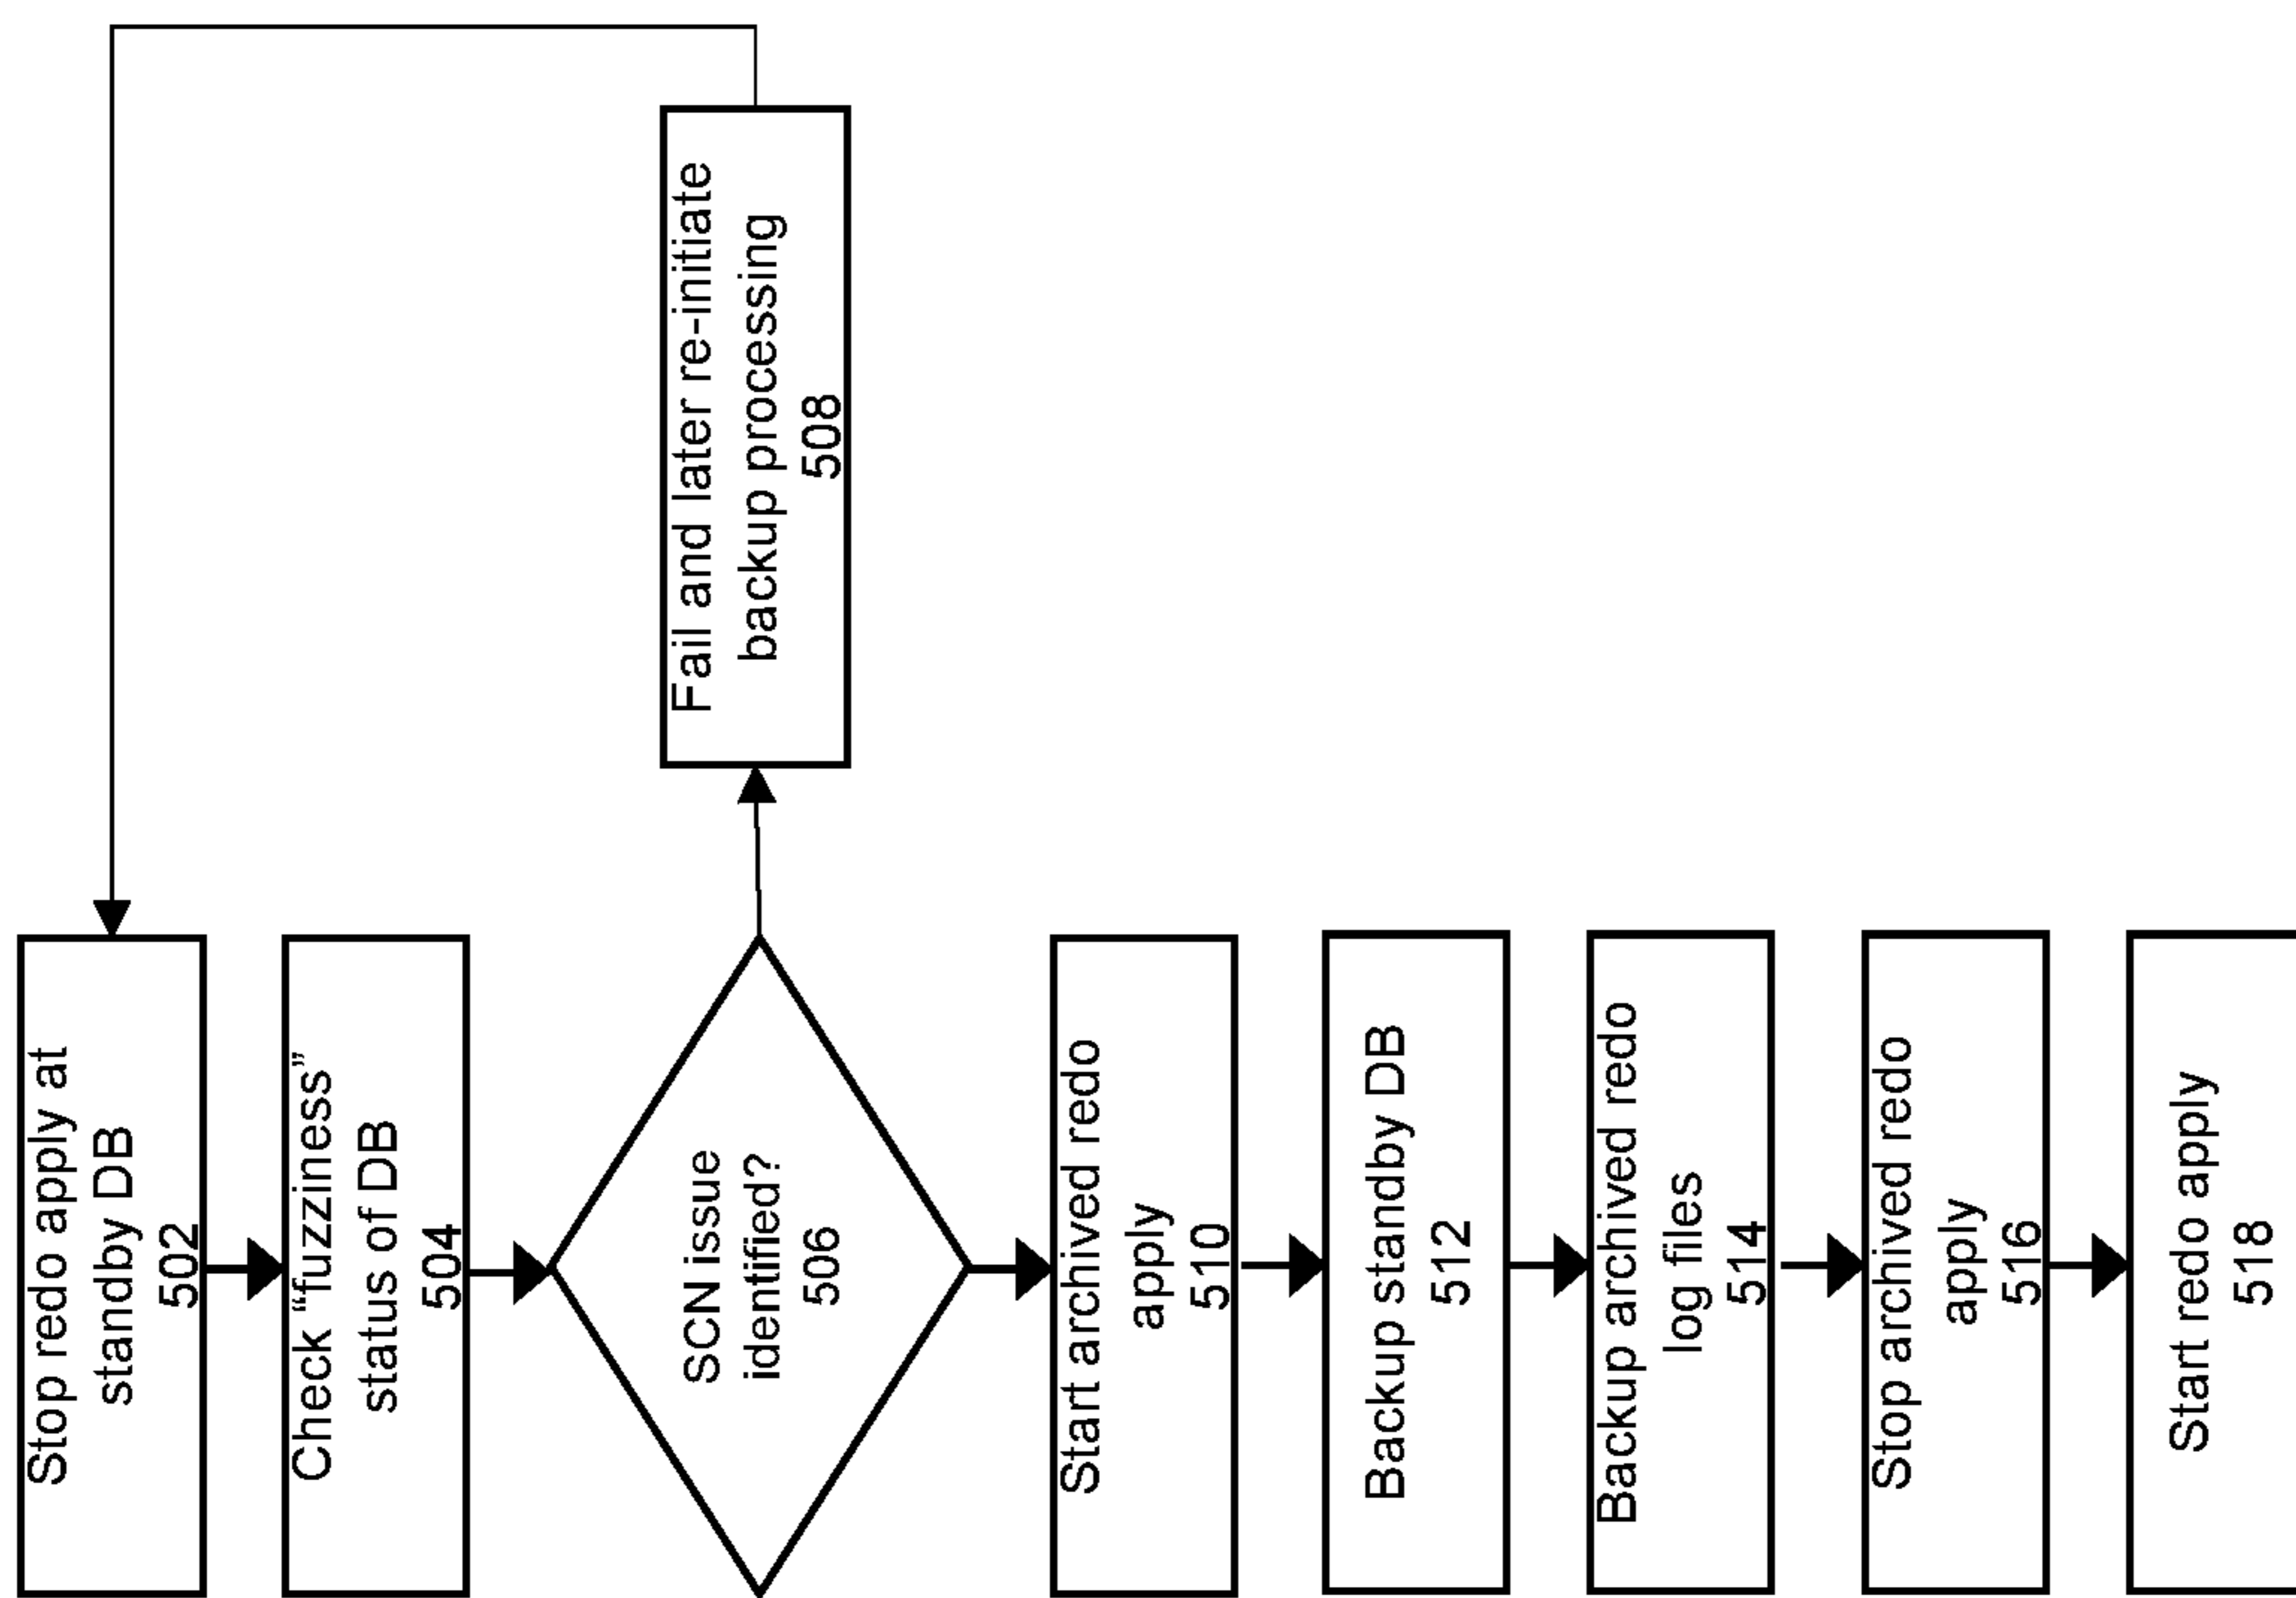 Stop redo apply at
standby DB
502
Check “fuzziness”
status of DB
504
SCN issue
identified?
506
Fail and later re-initiate
backup processing
508
Start archived redo
apply
510
Backup standby DB
512
Backup archived redo
log files
514
Stop archived redo
apply
516
Start redo apply
518